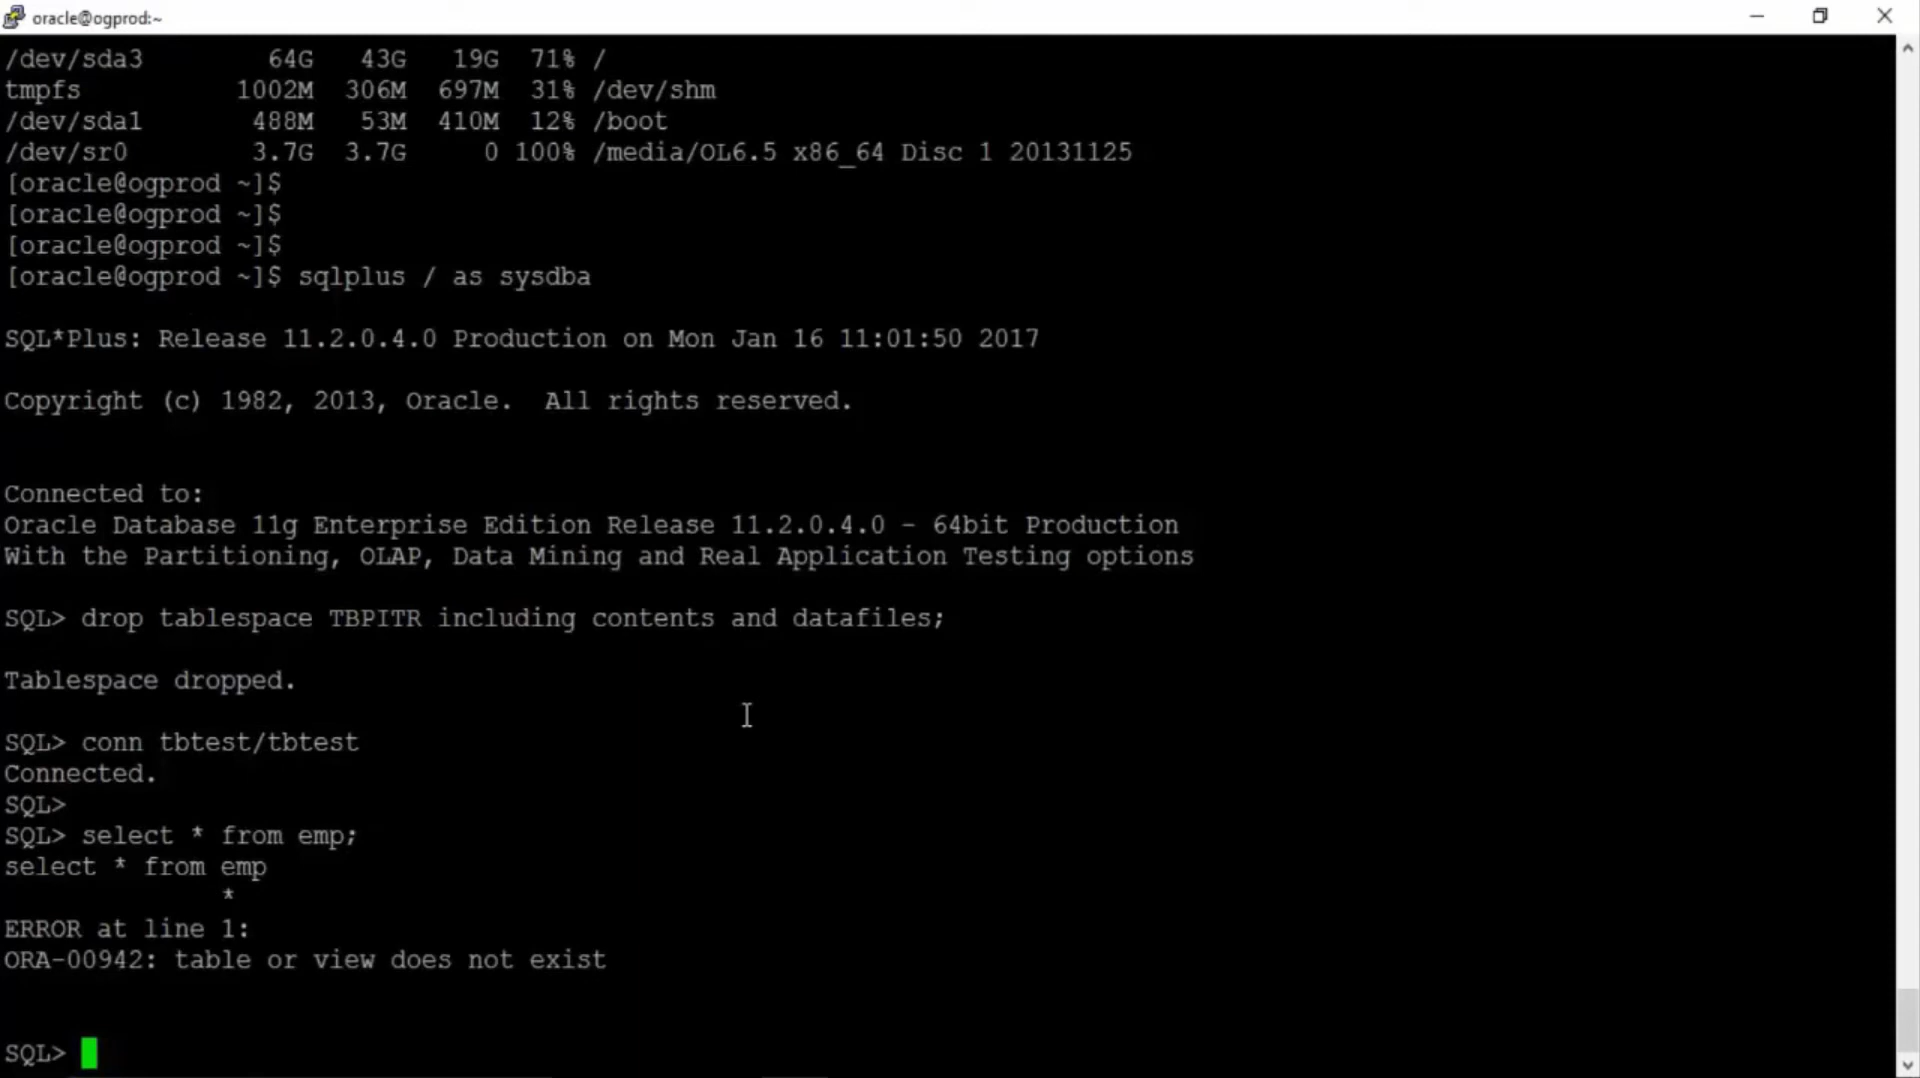 oracle@ogprod:~
/dev/sda3 64G 43G 19G 71% /
tmpfs 1002M 306M 697M 31% /dev/shm
/dev/sda1 488M 53M 410M 12% /boot
/dev/sr0 3.7G 3.7G 0 100% /media/OL6.5 x86_64 Disc 1 20131125
[oracle@ogprod ~]$
[oracle@ogprod ~]$
[oracle@ogprod ~]$
[oracle@ogprod ~]$ sqlplus / as sysdba
SQL*Plus: Release 11.2.0.4.0 Production on Mon Jan 16 11:01:50 2017
Copyright (c) 1982, 2013, Oracle.  All rights reserved.
Connected to:
Oracle Database 11g Enterprise Edition Release 11.2.0.4.0 - 64bit Production
With the Partitioning, OLAP, Data Mining and Real Application Testing options
SQL> drop tablespace TBPITR including contents and datafiles;
Tablespace dropped.
SQL> conn tbtest/tbtest
Connected.
SQL>
SQL> select * from emp;
select * from emp
*
ERROR at line 1:
ORA-00942: table or view does not exist
SQL>